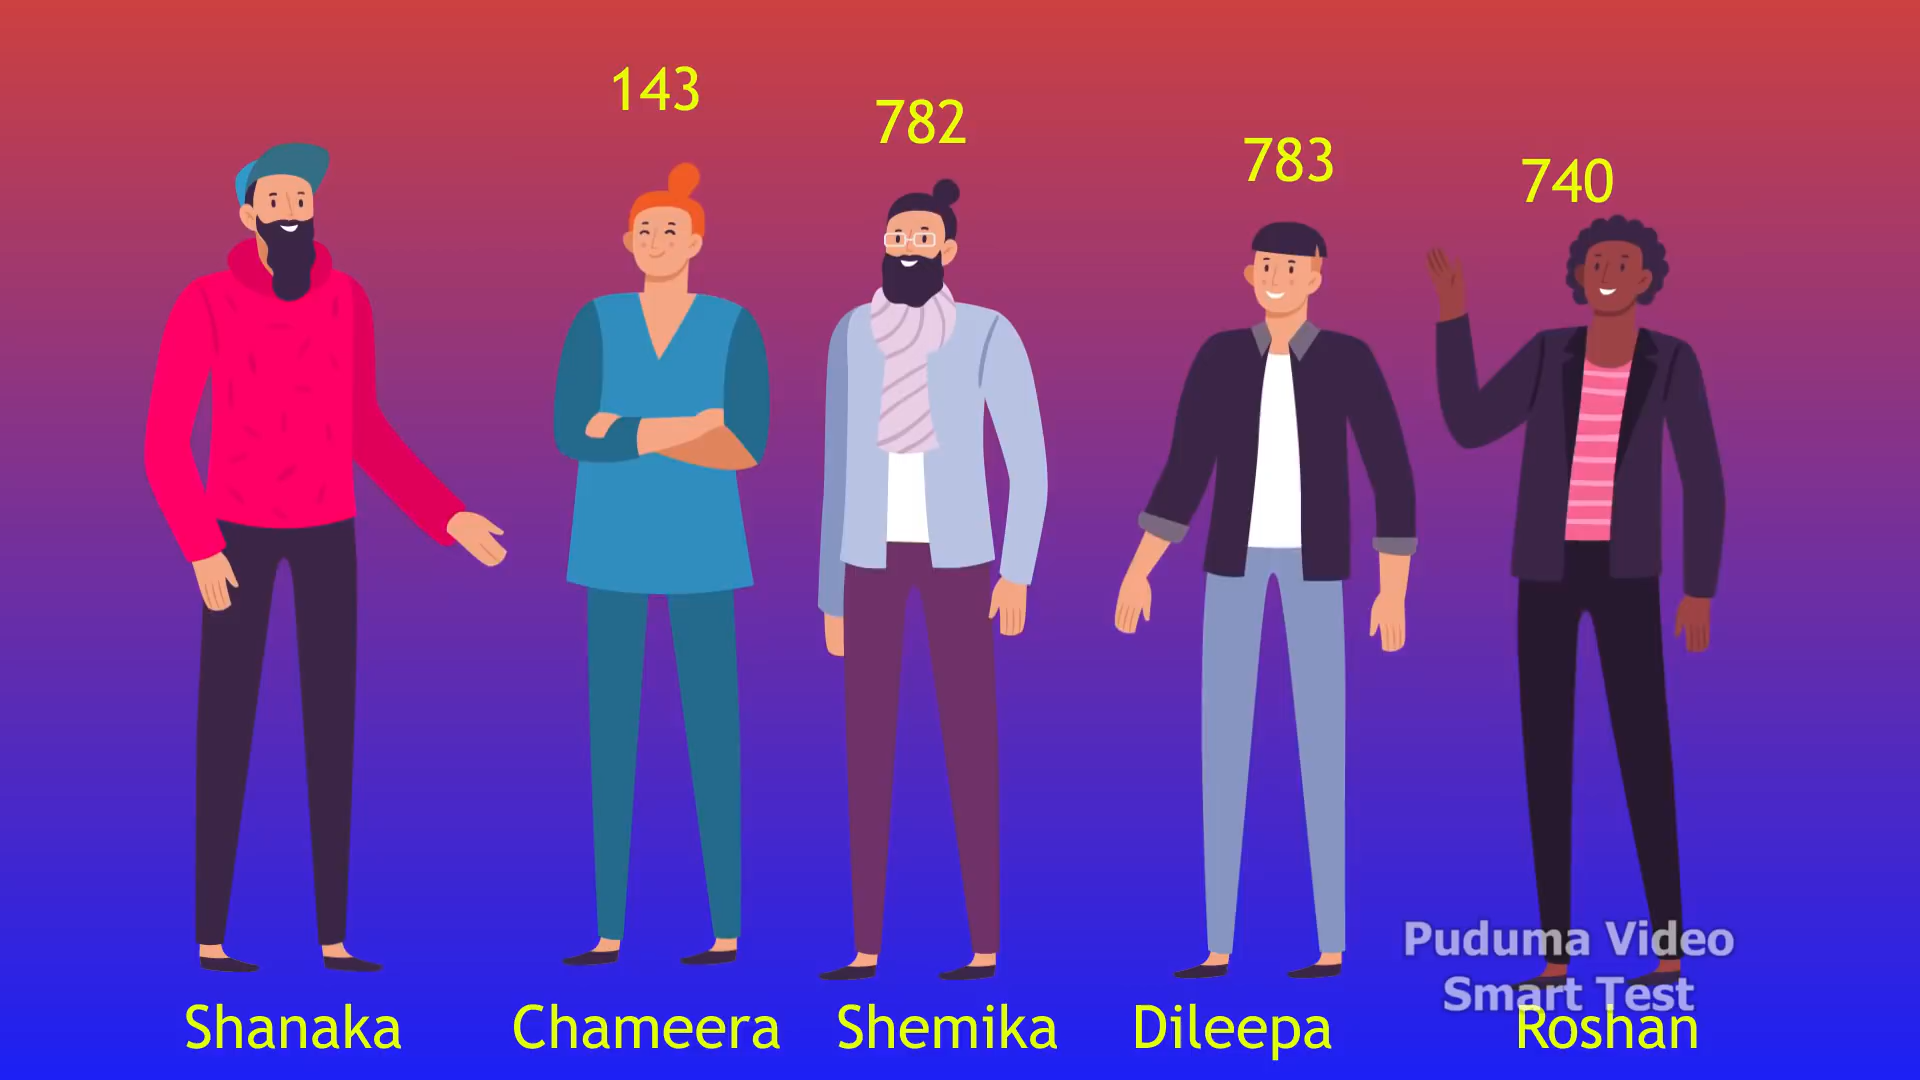 143
782
783
740
Puduma Video
Smart Test
Shanaka
Chameera
Shemika
Dileepa
Roshan